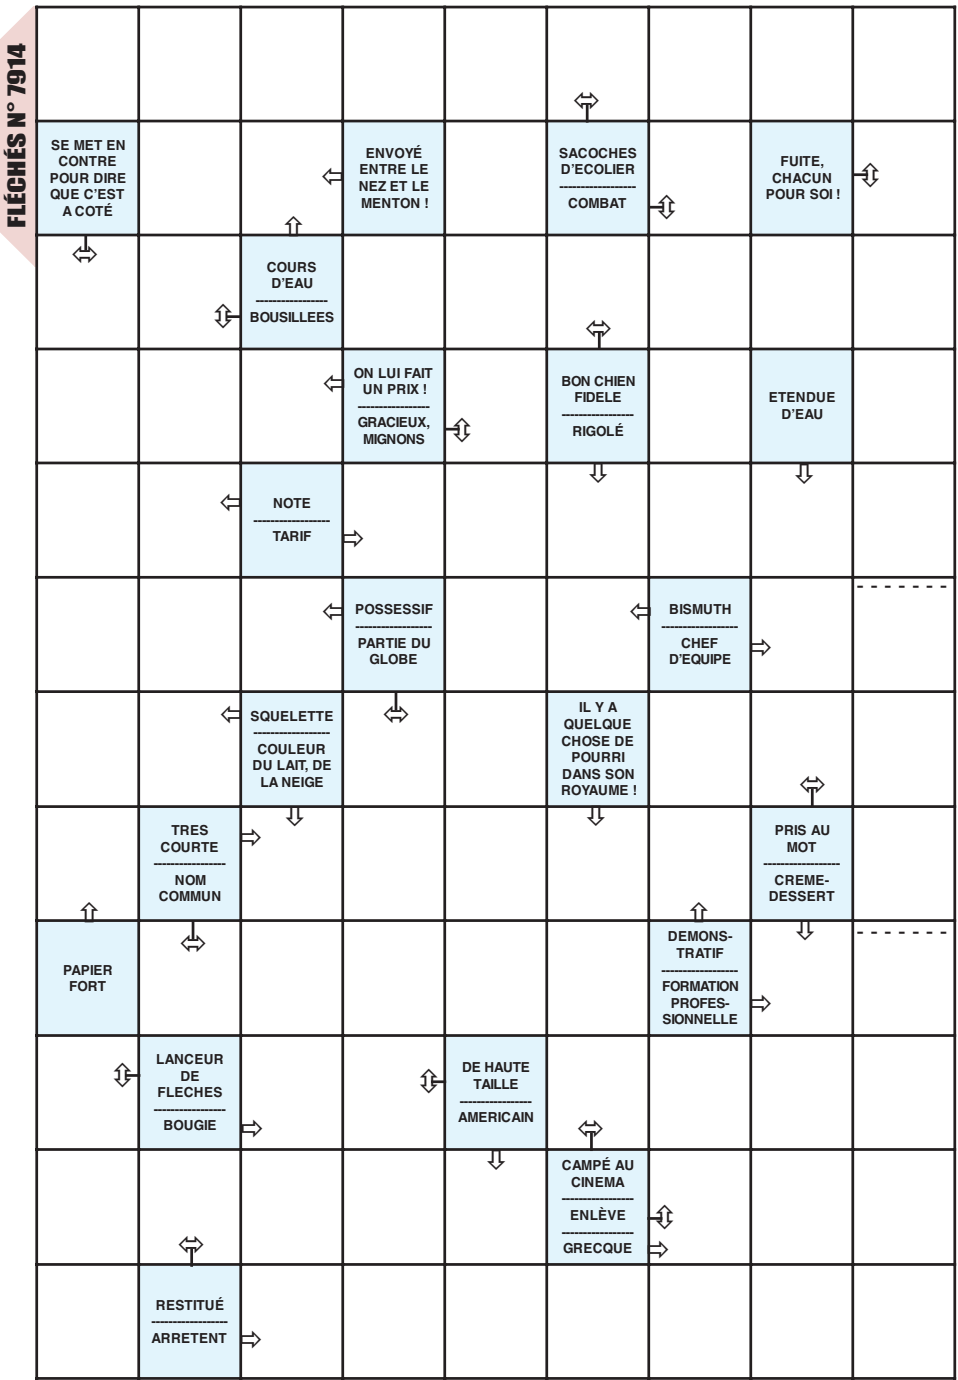 FLÉCHÉS N° 7914
SE MET EN
CONTRE
POUR DIRE
QUE C'EST
A COTÉ
ENVOYÉ
ENTRE LE
NEZ ET LE
MENTON !
SACOCHES
D'ECOLIER
COMBAT
FUITE,
CHACUN
POUR SOI !
COURS
D'EAU
BOUSILLEES
ON LUI FAIT
UN PRIX !
GRACIEUX,
MIGNONS
BON CHIEN
FIDELE
RIGOLÉ
ETENDUE
D'EAU
NOTE
TARIF
POSSESSIF
PARTIE DU
GLOBE
BISMUTH
CHEF
D'EQUIPE
SQUELETTE
COULEUR
DU LAIT, DE
LA NEIGE
IL Y A
QUELQUE
CHOSE DE
POURRI
DANS SON
ROYAUME !
TRES
COURTE
NOM
COMMUN
PRIS AU
MOT
CREME-
DESSERT
PAPIER
FORT
DEMONS-
TRATIF
FORMATION
PROFES-
SIONNELLE
LANCEUR
DE
FLECHES
BOUGIE
DE HAUTE
TAILLE
AMERICAIN
CAMPÉ AU
CINEMA
ENLÈVE
GRECQUE
RESTITUÉ
ARRETENT